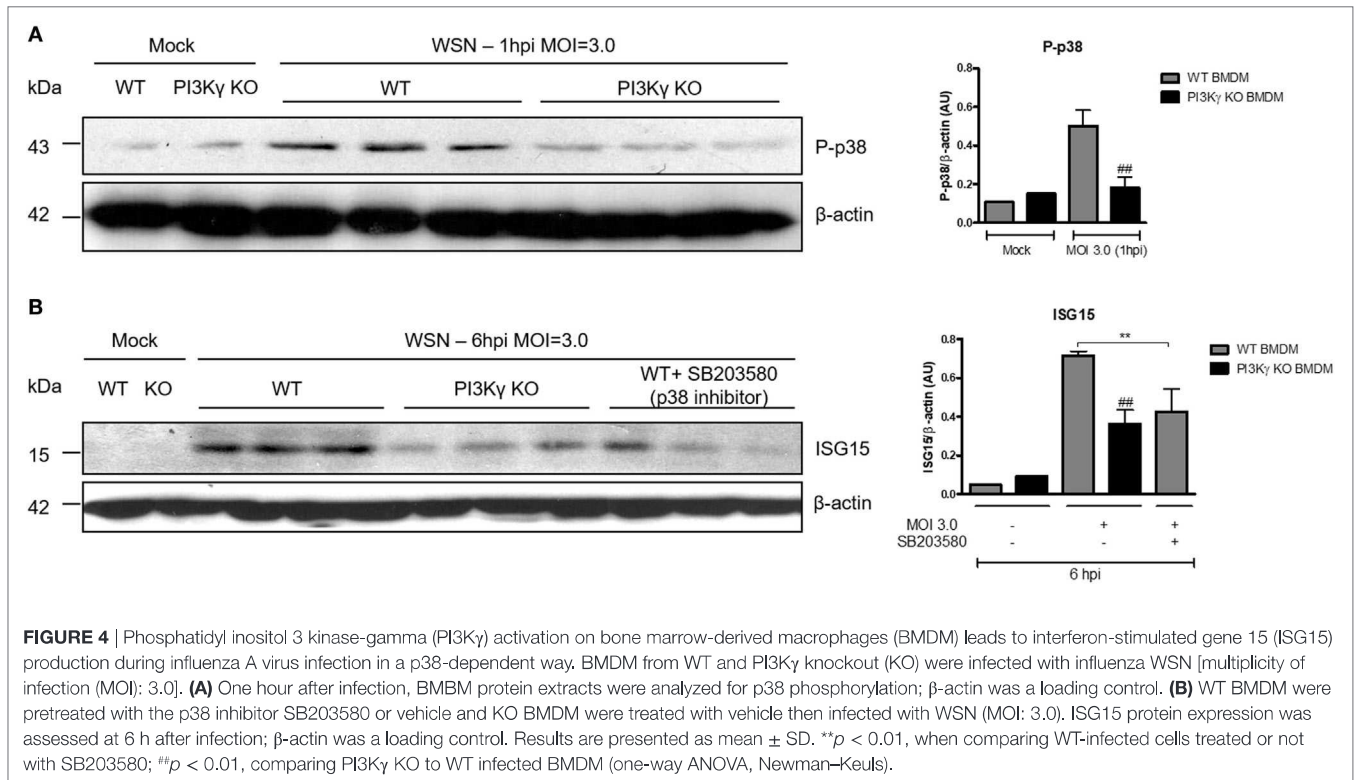 A
Mock
WSN – 1hpi MOI=3.0
kDa
WT
PI3Kγ KO
WT
PI3Kγ KO
43
P-p38
42
β-actin
P-p38
P-p38/β-actin (AU)
0.8
0.6
0.4
0.2
0.0
##
Mock
MOI 3.0 (1hpi)
WT BMDM
PI3Kγ KO BMDM
B
Mock
WSN – 6hpi MOI=3.0
kDa
WT KO
WT
PI3Kγ KO
WT+ SB203580
(p38 inhibitor)
15
ISG15
42
β-actin
ISG15
ISG15/β-actin (AU)
0.8
0.6
0.4
0.2
0.0
**
##
WT BMDM
PI3Kγ KO BMDM
MOI 3.0 - + +
SB203580 - - +
6 hpi
FIGURE 4 | Phosphatidyl inositol 3 kinase-gamma (PI3Kγ) activation on bone marrow-derived macrophages (BMDM) leads to interferon-stimulated gene 15 (ISG15)
production during influenza A virus infection in a p38-dependent way. BMDM from WT and PI3Kγ knockout (KO) were infected with influenza WSN [multiplicity of
infection (MOI): 3.0]. (A) One hour after infection, BMBM protein extracts were analyzed for p38 phosphorylation; β-actin was a loading control. (B) WT BMDM were
pretreated with the p38 inhibitor SB203580 or vehicle and KO BMDM were treated with vehicle then infected with WSN (MOI: 3.0). ISG15 protein expression was
assessed at 6 h after infection; β-actin was a loading control. Results are presented as mean ± SD. **p < 0.01, when comparing WT-infected cells treated or not
with SB203580; ##p < 0.01, comparing PI3Kγ KO to WT infected BMDM (one-way ANOVA, Newman–Keuls).